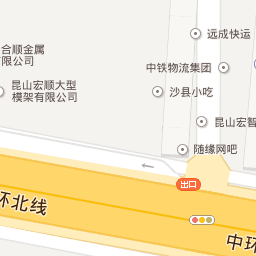 远成快运
合顺金属
有限公司
中铁物流集团
昆山宏顺大型
模架有限公司
沙县小吃
昆山宏智
随缘网吧
出口
环北线
中环